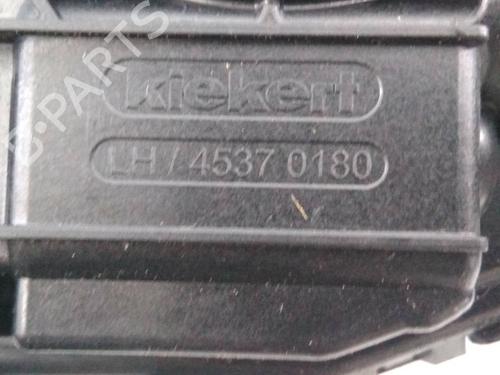 kiekert
LH / 4537 0180
B-PARTS